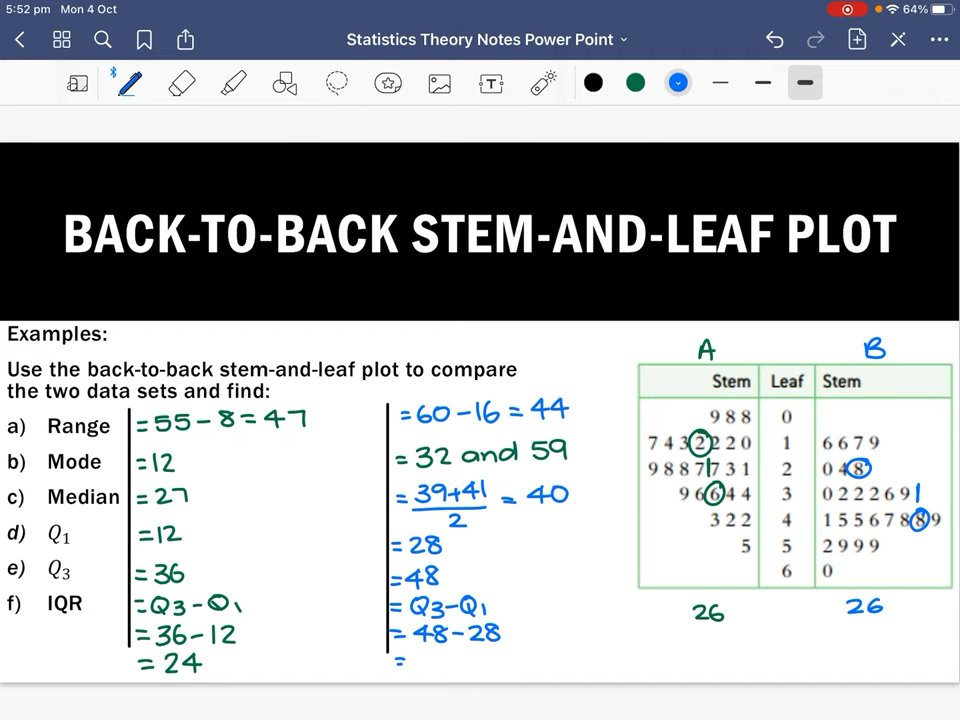 5:52 pm Mon 4 Oct 64%
Statistics Theory Notes Power Point
BACK-TO-BACK STEM-AND-LEAF PLOT
Examples:
Use the back-to-back stem-and-leaf plot to compare
the two data sets and find:
a) Range = 55 - 8 = 47 = 60 - 16 = 44
b) Mode = 12 = 32 and 59
c) Median = 27 = 39+41 / 2 = 40
d) Q1 = 12 = 28
e) Q3 = 36 = 48
f) IQR = Q3 - Q1 = Q3 - Q1
= 36 - 12 = 48 - 28
= 24 =
A B
Stem Leaf Stem
9 8 8 0
7 4 3 2 2 2 0 1 6 6 7 9
9 8 8 7 7 3 1 2 0 4 8
9 6 6 4 4 3 0 2 2 2 6 9
3 2 2 4 1 5 5 6 7 8 8 9
5 5 2 9 9 9
6 0
26 26